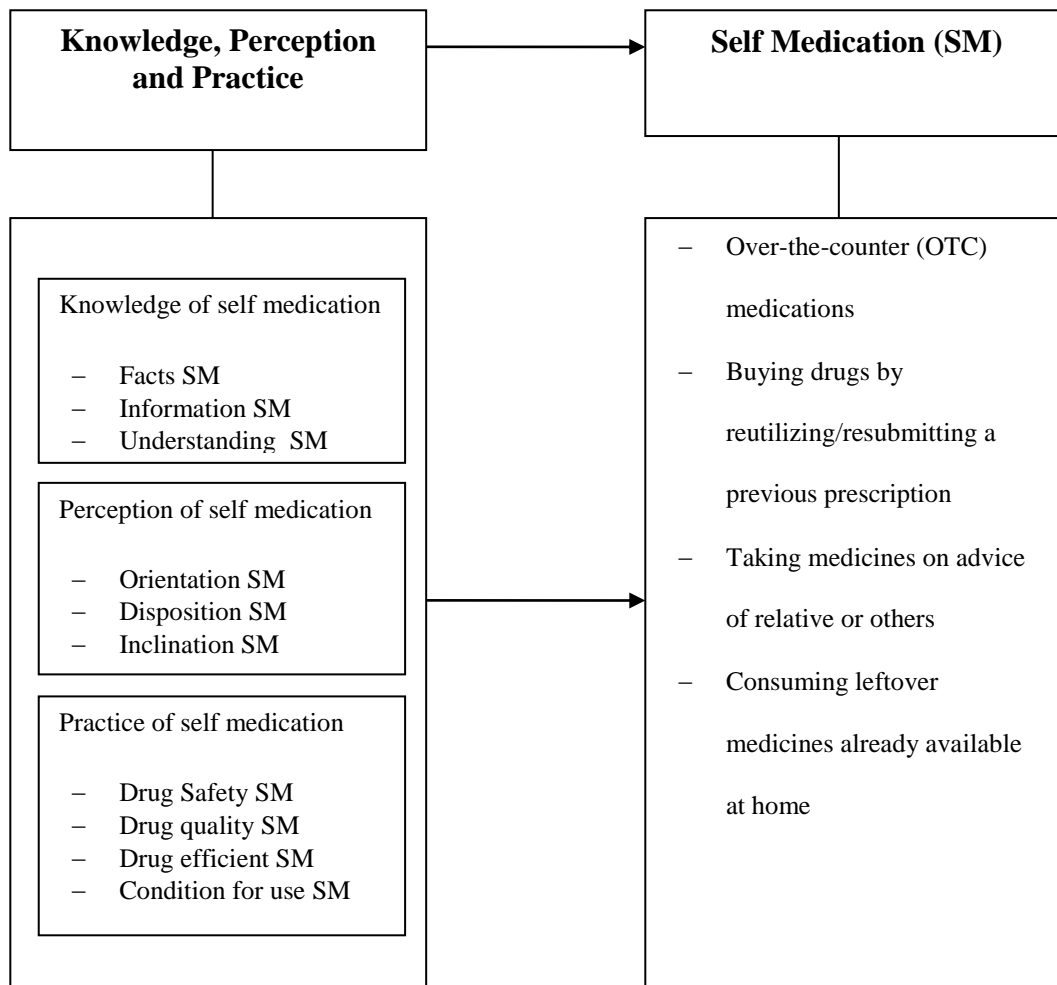 Knowledge, Perception
and Practice
Self Medication (SM)
Knowledge of self medication
– Facts SM
– Information SM
– Understanding SM
Perception of self medication
– Orientation SM
– Disposition SM
– Inclination SM
Practice of self medication
– Drug Safety SM
– Drug quality SM
– Drug efficient SM
– Condition for use SM
– Over-the-counter (OTC)
medications
– Buying drugs by
reutilizing/resubmitting a
previous prescription
– Taking medicines on advice
of relative or others
– Consuming leftover
medicines already available
at home